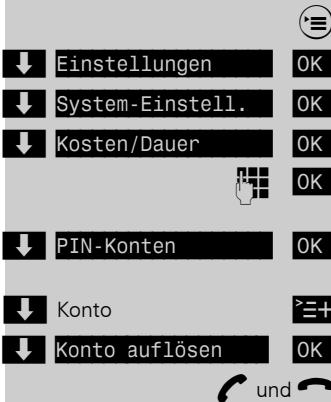 Einstellungen OK
System-Einstell. OK
Kosten/Dauer OK
OK
PIN-Konten OK
Konto
Konto auflösen OK
und